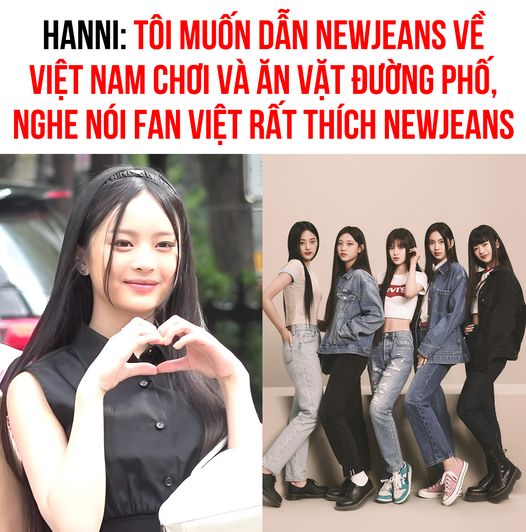 HANNI: TÔI MUỐN DẪN NEWJEANS VỀ
VIỆT NAM CHƠI VÀ ĂN VẶT ĐƯỜNG PHỐ,
NGHE NÓI FAN VIỆT RẤT THÍCH NEWJEANS
LEVI'S